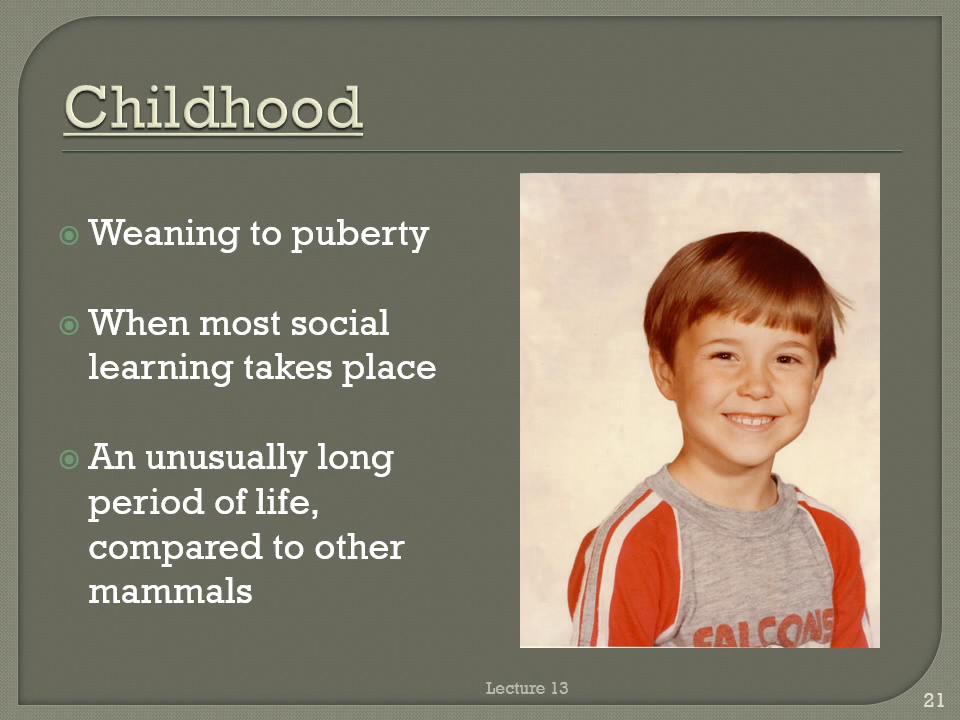 Childhood
Weaning to puberty
When most social
learning takes place
An unusually long
period of life,
compared to other
mammals
FALCONS
Lecture 13
21